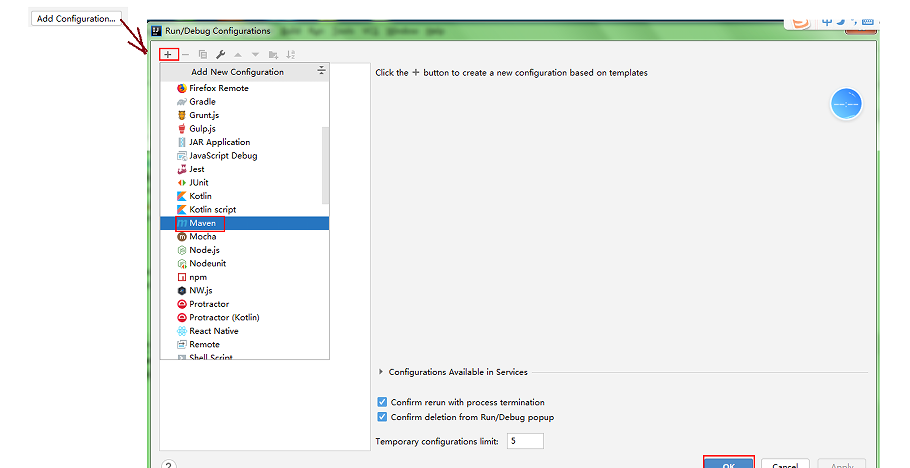 Add Configuration...
Run/Debug Configurations
Add New Configuration
Firefox Remote
Gradle
Grunt.js
Gulp.js
JAR Application
JavaScript Debug
Jest
JUnit
Kotlin
Kotlin script
Maven
Mocha
Node.js
Nodeunit
npm
NW.js
Protractor
Protractor (Kotlin)
React Native
Remote
Shell Script
Click the + button to create a new configuration based on templates
Configurations Available in Services
Confirm rerun with process termination
Confirm deletion from Run/Debug popup
Temporary configurations limit: 5
? OK Cancel Apply